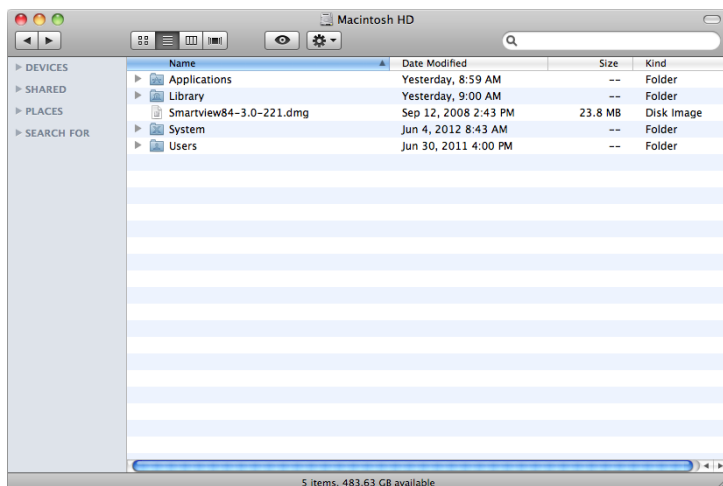 Macintosh HD
DEVICES
SHARED
PLACES
SEARCH FOR
Name Date Modified Size Kind
Applications Yesterday, 8:59 AM -- Folder
Library Yesterday, 9:00 AM -- Folder
Smartview84-3.0-221.dmg Sep 12, 2008 2:43 PM 23.8 MB Disk Image
System Jun 4, 2012 8:43 AM -- Folder
Users Jun 30, 2011 4:00 PM -- Folder
5 items, 483.63 GB available